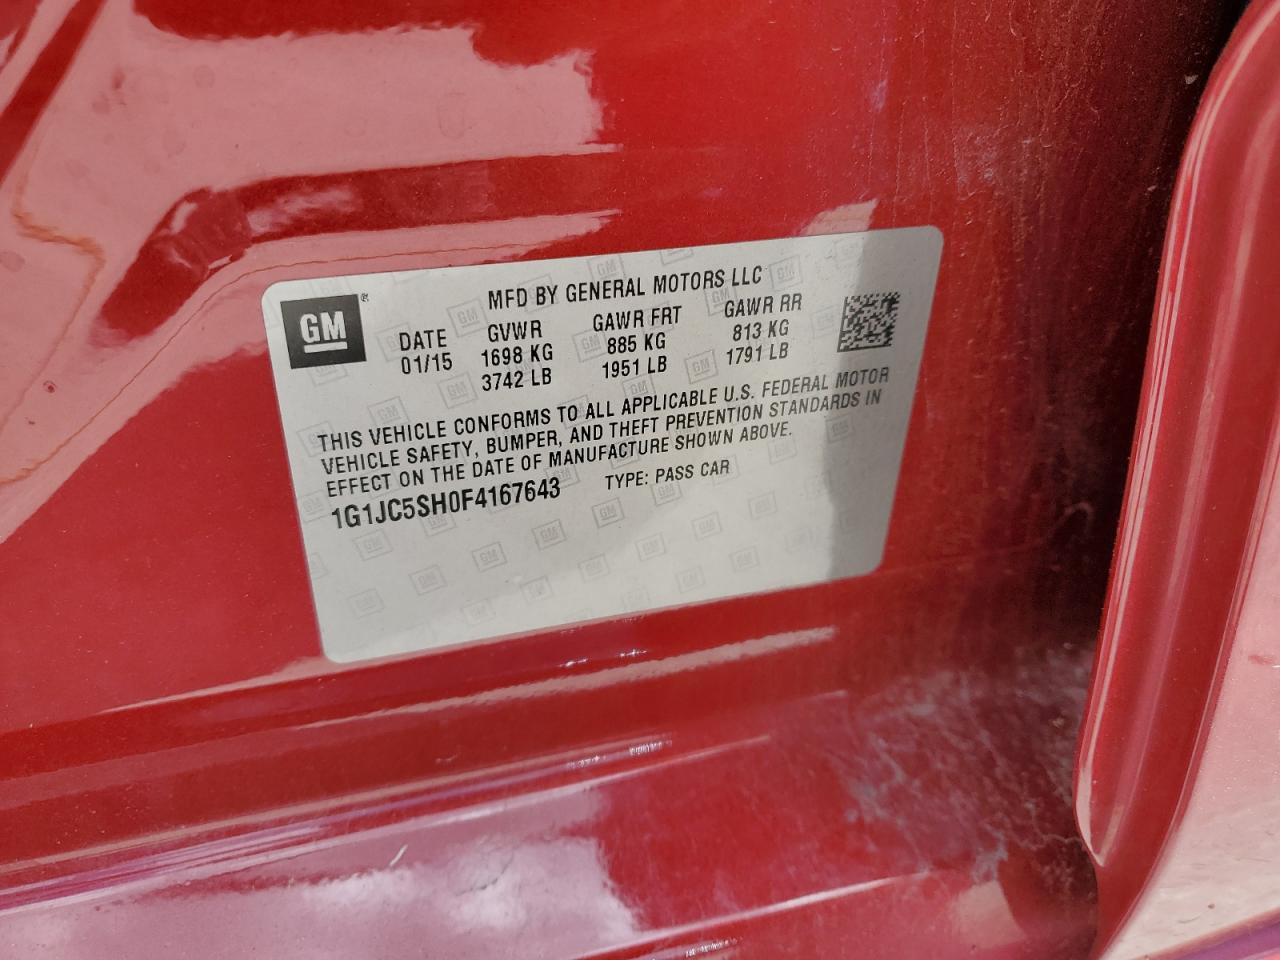 GM®
MFD BY GENERAL MOTORS LLC
DATE GVWR GAWR FRT GAWR RR
01/15 1698 KG 885 KG 813 KG
3742 LB 1951 LB 1791 LB
THIS VEHICLE CONFORMS TO ALL APPLICABLE U.S. FEDERAL MOTOR
VEHICLE SAFETY, BUMPER, AND THEFT PREVENTION STANDARDS IN
EFFECT ON THE DATE OF MANUFACTURE SHOWN ABOVE.
1G1JC5SH0F4167643 TYPE: PASS CAR